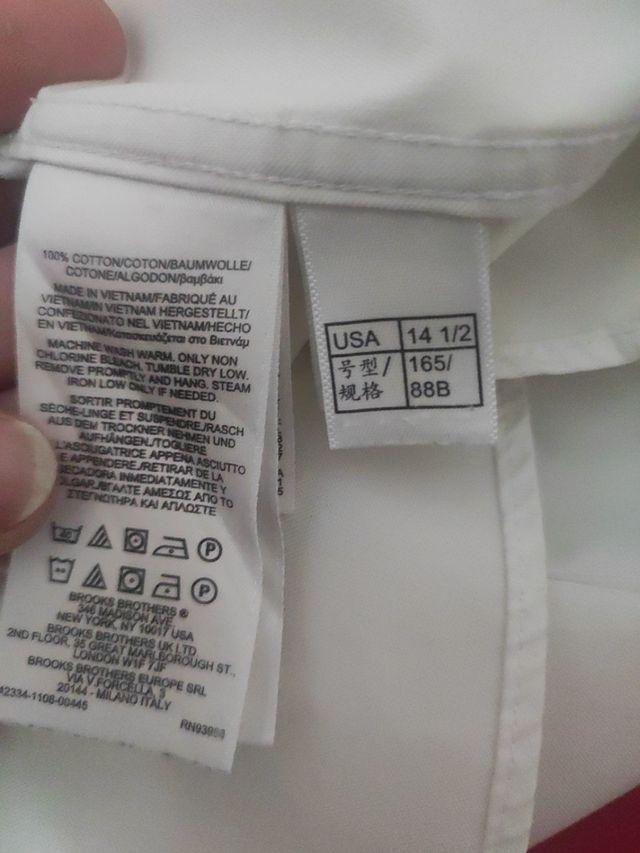 100% COTTON/COTON/BAUMWOLLE/
COTONE/ALGODON/βαμβάκι
MADE IN VIETNAM/FABRIQUÉ AU
VIETNAM/IN VIETNAM HERGESTELLT/
CONFEZIONATO NEL VIETNAM/HECHO
EN VIETNAM/Κατασκευάζεται στο Βιετνάμ
MACHINE WASH WARM. ONLY NON
CHLORINE BLEACH. TUMBLE DRY LOW.
REMOVE PROMPTLY AND HANG. STEAM
IRON LOW ONLY IF NEEDED.
SORTIR PROMPTEMENT DU
SÈCHE-LINGE ET SUSPENDRE./RASCH
AUS DEM TROCKNER NEHMEN UND
AUFHÄNGEN./TOGLIERE
L'ASCIUGATRICE APPENA ASCIUTTO
E APPENDERE./RETIRAR DE LA
SECADORA INMEDIATAMENTE Y
ΒΓΑΛΤΕ ΑΜΕΣΩΣ ΑΠΟ ΤΟ
ΣΤΕΓΝΩΤΗΡΑ ΚΑΙ ΑΠΛΩΣΤΕ
P
P
BROOKS BROTHERS ®
346 MADISON AVE.
NEW YORK, NY 10017 USA
BROOKS BROTHERS UK LTD
2ND FLOOR, 35 GREAT MARLBOROUGH ST.,
LONDON W1F 7JF
BROOKS BROTHERS EUROPE SRL
VIA V.FORCELLA, 3
20144 - MILANO ITALY
42334-1108-00445
USA 14 1/2
号型/ 165/
规格 88B